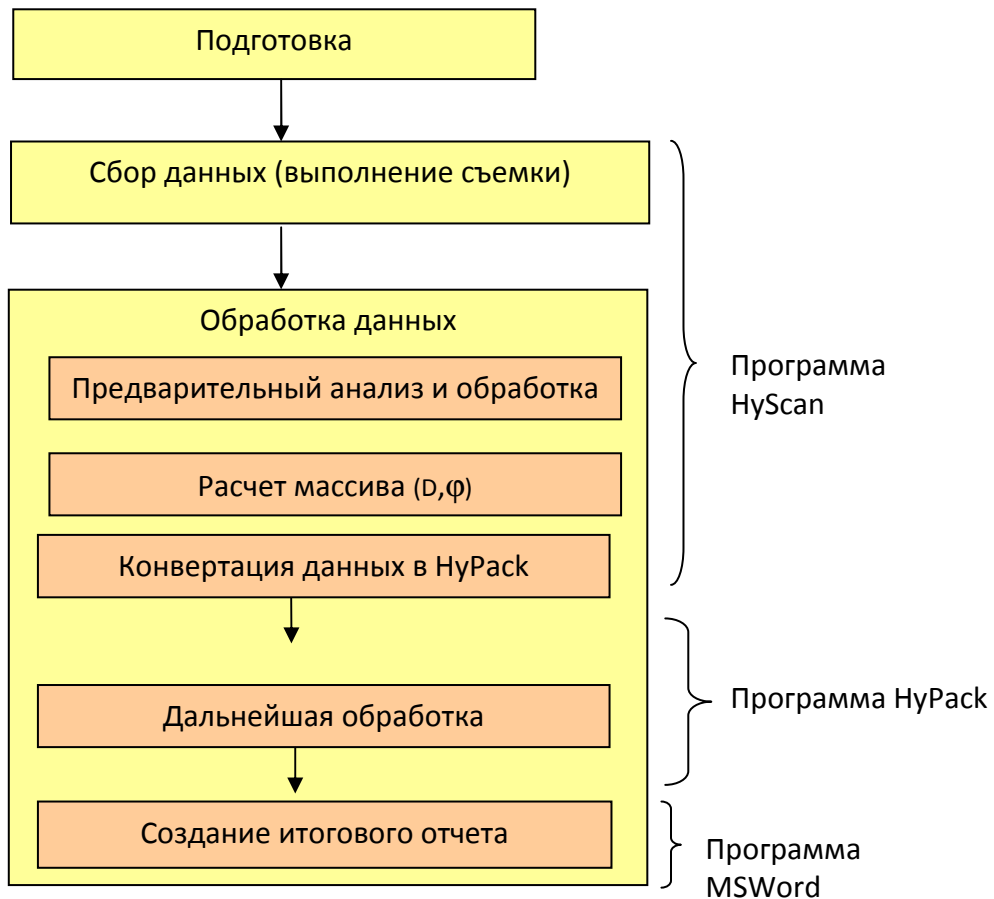 Подготовка
Сбор данных (выполнение съемки)
Обработка данных
Предварительный анализ и обработка
Расчет массива (D,φ)
Конвертация данных в HyPack
Программа
HyScan
Дальнейшая обработка
Программа HyPack
Создание итогового отчета
Программа
MSWord